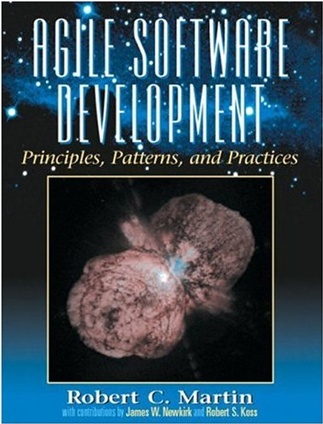 AGILE SOFTWARE
DEVELOPMENT
Principles, Patterns, and Practices
Robert C. Martin
with contributions by James W. Newkirk and Robert S. Koss